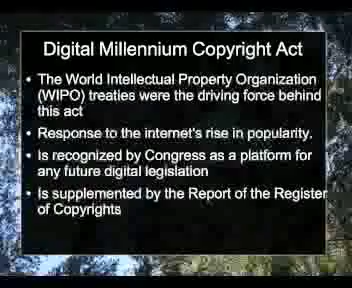 Digital Millennium Copyright Act
• The World Intellectual Property Organization
(WIPO) treaties were the driving force behind
this act
• Response to the internet's rise in popularity.
• Is recognized by Congress as a platform for
any future digital legislation
• Is supplemented by the Report of the Register
of Copyrights